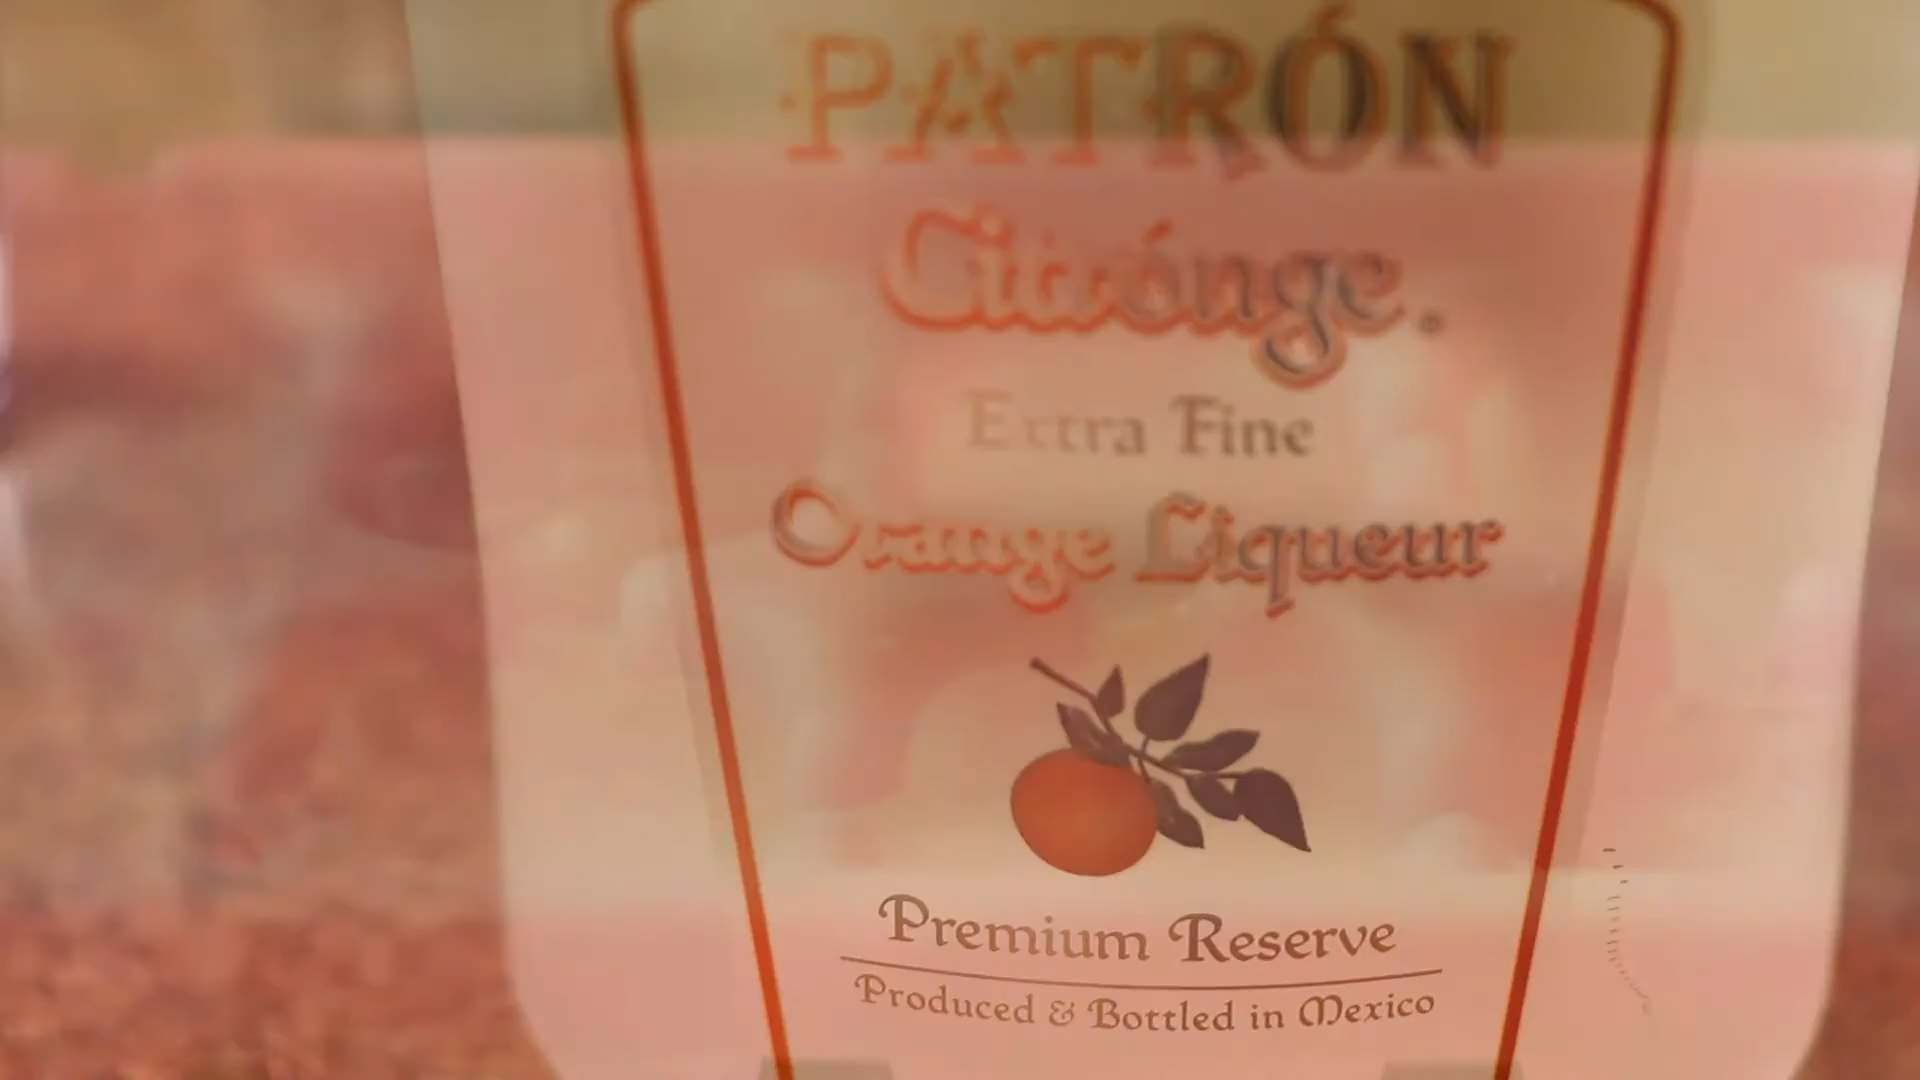 PATRÓN
Citrónge.
Extra Fine
Orange Liqueur
Premium Reserve
Produced & Bottled in Mexico